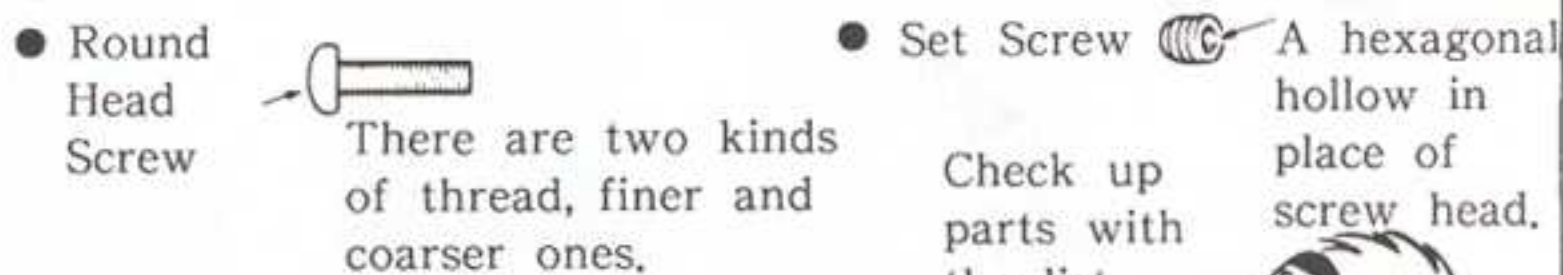 ● Round
Head
Screw
There are two kinds
of thread, finer and
coarser ones.
● Set Screw
A hexagonal
hollow in
place of
screw head.
Check up
parts with